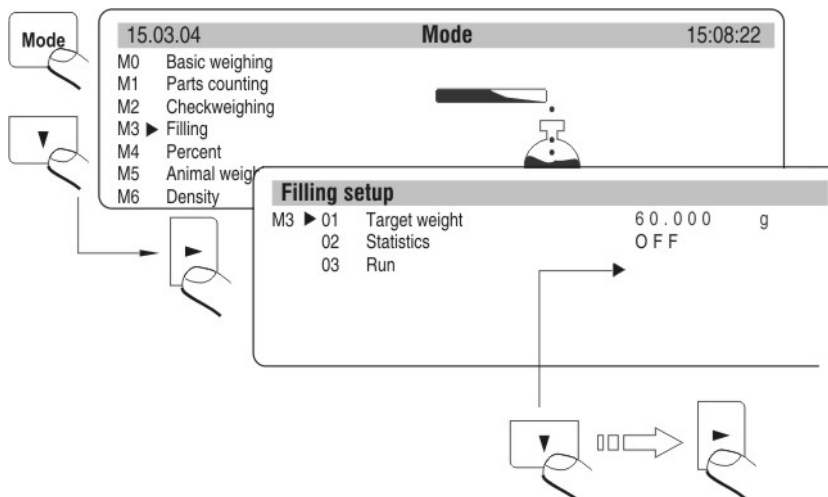 Mode
15.03.04 Mode 15:08:22
M0 Basic weighing
M1 Parts counting
M2 Checkweighing
M3 ▶ Filling
M4 Percent
M5 Animal weigh
M6 Density
Filling setup
M3 ▶ 01 Target weight 60.000 g
02 Statistics OFF
03 Run